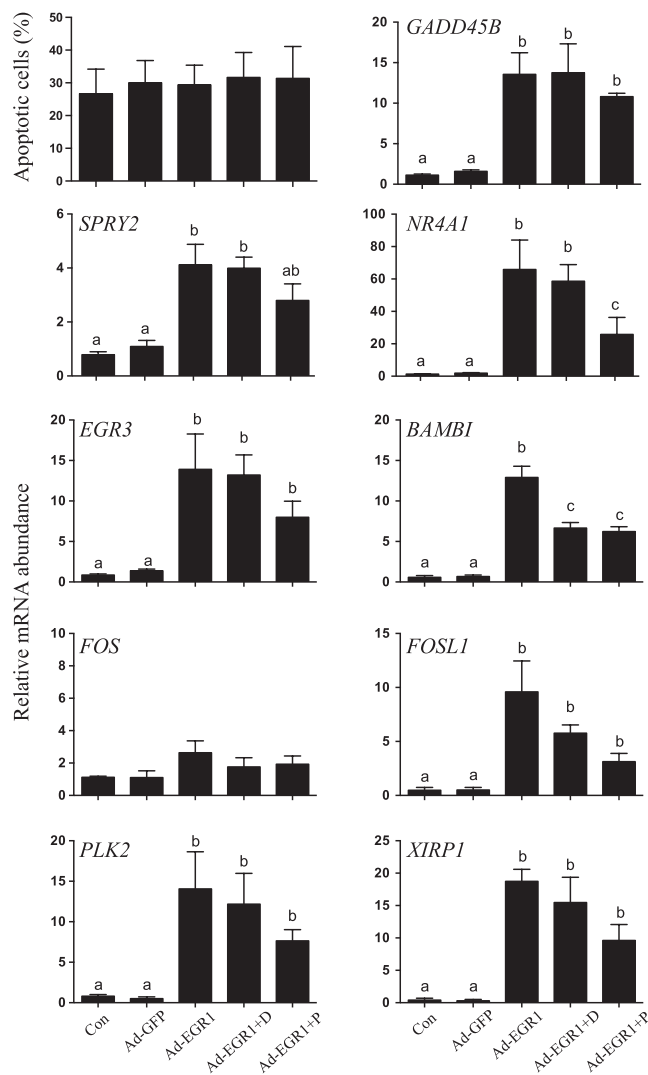 Apoptotic cells (%)
50
40
30
20
10
0
GADD45B
20
15
10
5
0
a
a
b
b
b
SPRY2
6
4
2
0
a
a
b
b
ab
NR4A1
100
80
60
40
20
0
a
a
b
b
c
Relative mRNA abundance
EGR3
20
15
10
5
0
a
a
b
b
b
BAMBI
20
15
10
5
0
a
a
b
c
c
FOS
10
8
6
4
2
0
FOSL1
15
10
5
0
a
a
b
b
b
PLK2
20
15
10
5
0
a
a
b
b
b
Con
Ad-GFP
Ad-EGR1
Ad-EGR1+D
Ad-EGR1+P
XIRP1
25
20
15
10
5
0
a
a
b
b
b
Con
Ad-GFP
Ad-EGR1
Ad-EGR1+D
Ad-EGR1+P